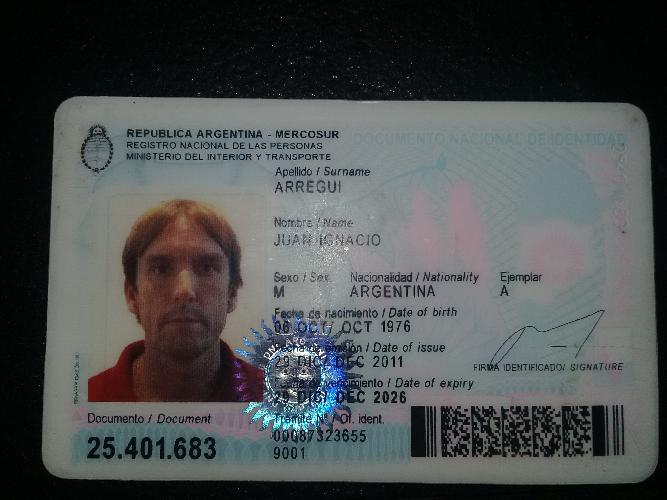 REPUBLICA ARGENTINA - MERCOSUR
REGISTRO NACIONAL DE LAS PERSONAS
MINISTERIO DEL INTERIOR Y TRANSPORTE
DOCUMENTO NACIONAL DE IDENTIDAD
Apellido / Surname
ARREGUI
Nombre / Name
JUAN IGNACIO
Sexo / Sex Nacionalidad / Nationality Ejemplar
M ARGENTINA A
Fecha de nacimiento / Date of birth
06 OCT/ OCT 1976
Fecha de emisión / Date of issue
29 DIC/ DEC 2011
FIRMA IDENTIFICADO/ SIGNATURE
Fecha de vencimiento / Date of expiry
29 DIC/ DEC 2026
Documento / Document
25.401.683
Trámite Nº / Of. ident.
00087323655
9001